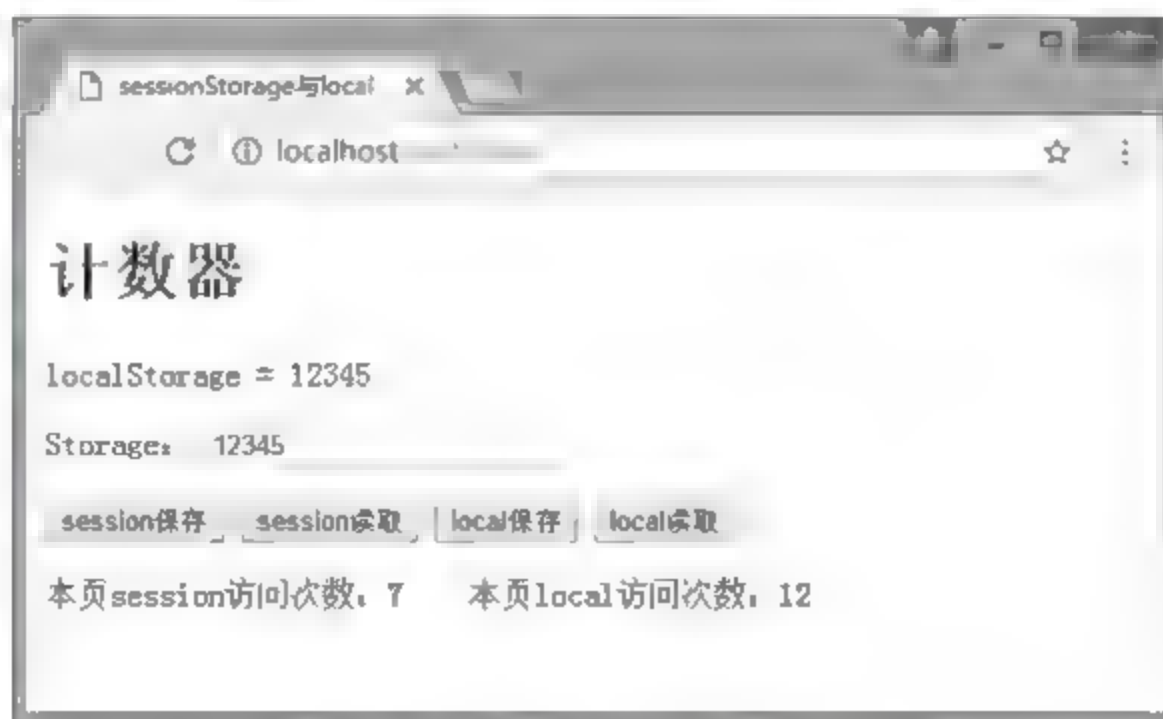 sessionStorage与local
localhost
计数器
localStorage = 12345
Storage: 12345
session保存 session读取 local保存 local读取
本页session访问次数: 7 本页local访问次数: 12